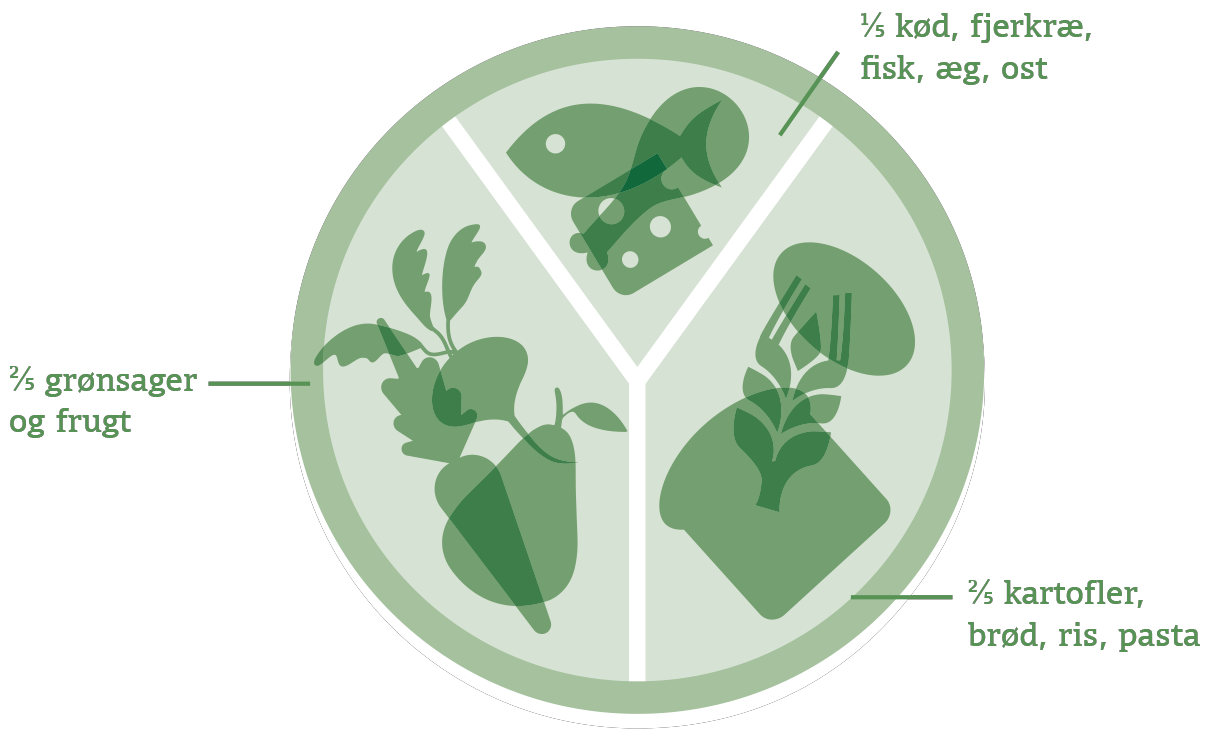 ⅕ kød, fjerkræ,
fisk, æg, ost
⅖ grønsager
og frugt
⅖ kartofler,
brød, ris, pasta